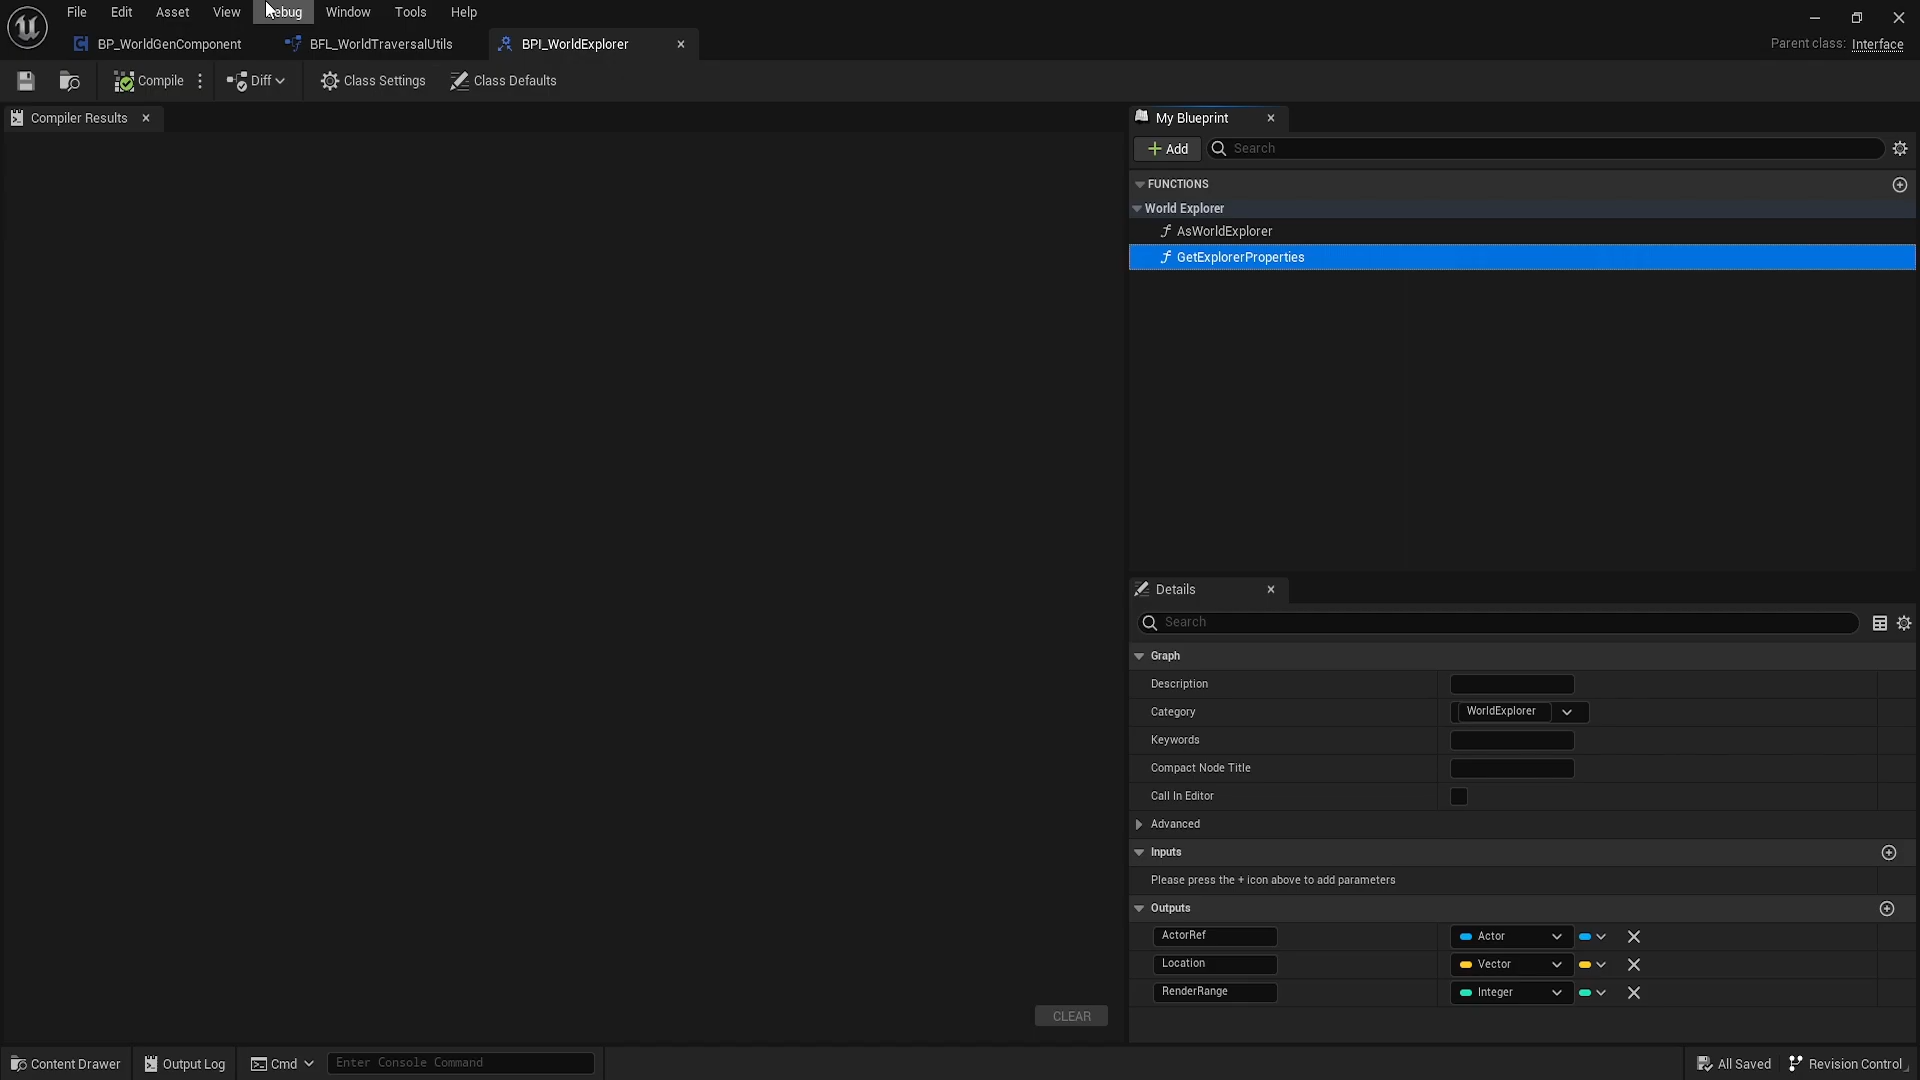 File Edit Asset View Debug Window Tools Help
BP_WorldGenComponent BFL_WorldTraversalUtils BPI_WorldExplorer Parent class: Interface
Compile Diff Class Settings Class Defaults
Compiler Results
My Blueprint
Add Search
FUNCTIONS
World Explorer
f AsWorldExplorer
f GetExplorerProperties
Details
Search
Graph
Description
Category WorldExplorer
Keywords
Compact Node Title
Call In Editor
Advanced
Inputs
Please press the + icon above to add parameters
Outputs
ActorRef Actor
Location Vector
RenderRange Integer
CLEAR
Content Drawer Output Log Cmd Enter Console Command All Saved Revision Control